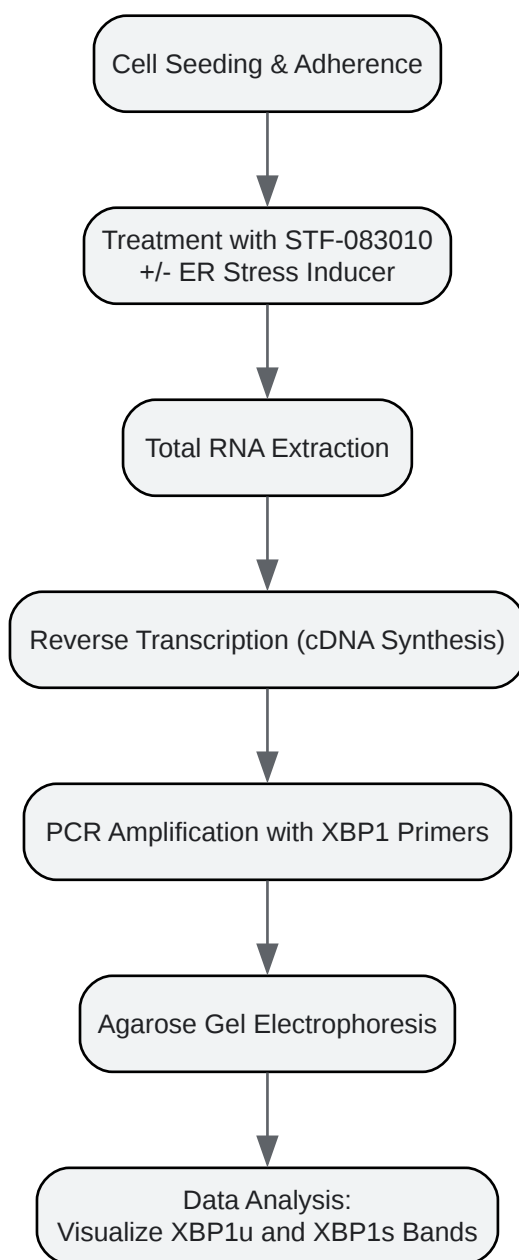 Cell Seeding & Adherence
Treatment with STF-083010
+/- ER Stress Inducer
Total RNA Extraction
Reverse Transcription (cDNA Synthesis)
PCR Amplification with XBP1 Primers
Agarose Gel Electrophoresis
Data Analysis:
Visualize XBP1u and XBP1s Bands